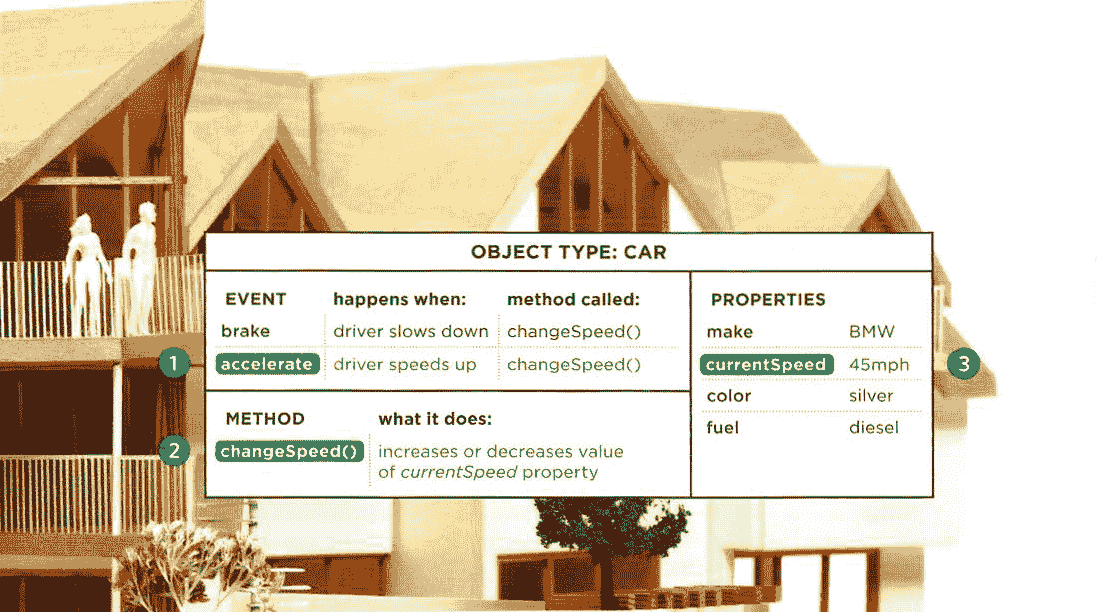 OBJECT TYPE: CAR
EVENT happens when: method called:
brake driver slows down changeSpeed()
1 accelerate driver speeds up changeSpeed()
METHOD what it does:
2 changeSpeed() increases or decreases value
of currentSpeed property
PROPERTIES
make BMW
currentSpeed 45mph 3
color silver
fuel diesel